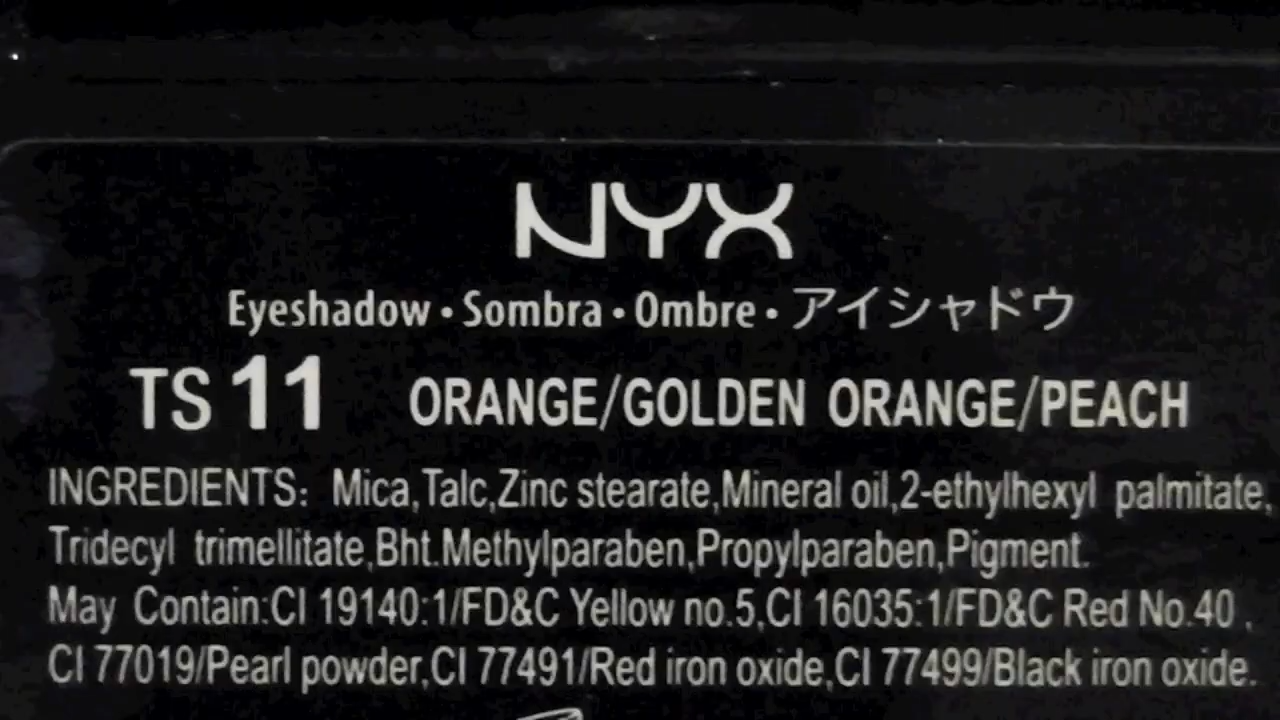 NYX
Eyeshadow • Sombra • Ombre • アイシャドウ
TS 11 ORANGE/GOLDEN ORANGE/PEACH
INGREDIENTS: Mica,Talc,Zinc stearate,Mineral oil,2-ethylhexyl palmitate,
Tridecyl trimellitate,Bht.Methylparaben,Propylparaben,Pigment.
May Contain:CI 19140:1/FD&C Yellow no.5,CI 16035:1/FD&C Red No.40 ,
CI 77019/Pearl powder,CI 77491/Red iron oxide,CI 77499/Black iron oxide.